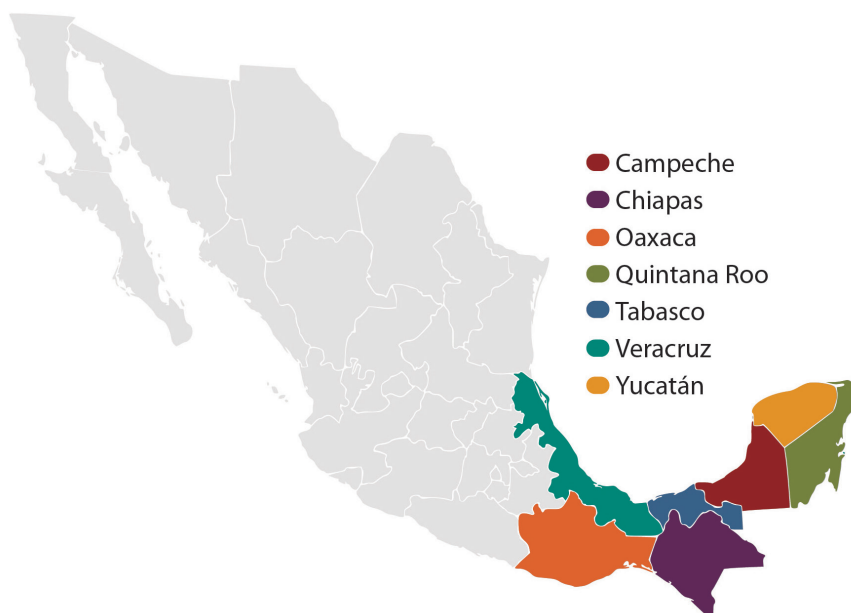 Campeche
Chiapas
Oaxaca
Quintana Roo
Tabasco
Veracruz
Yucatán